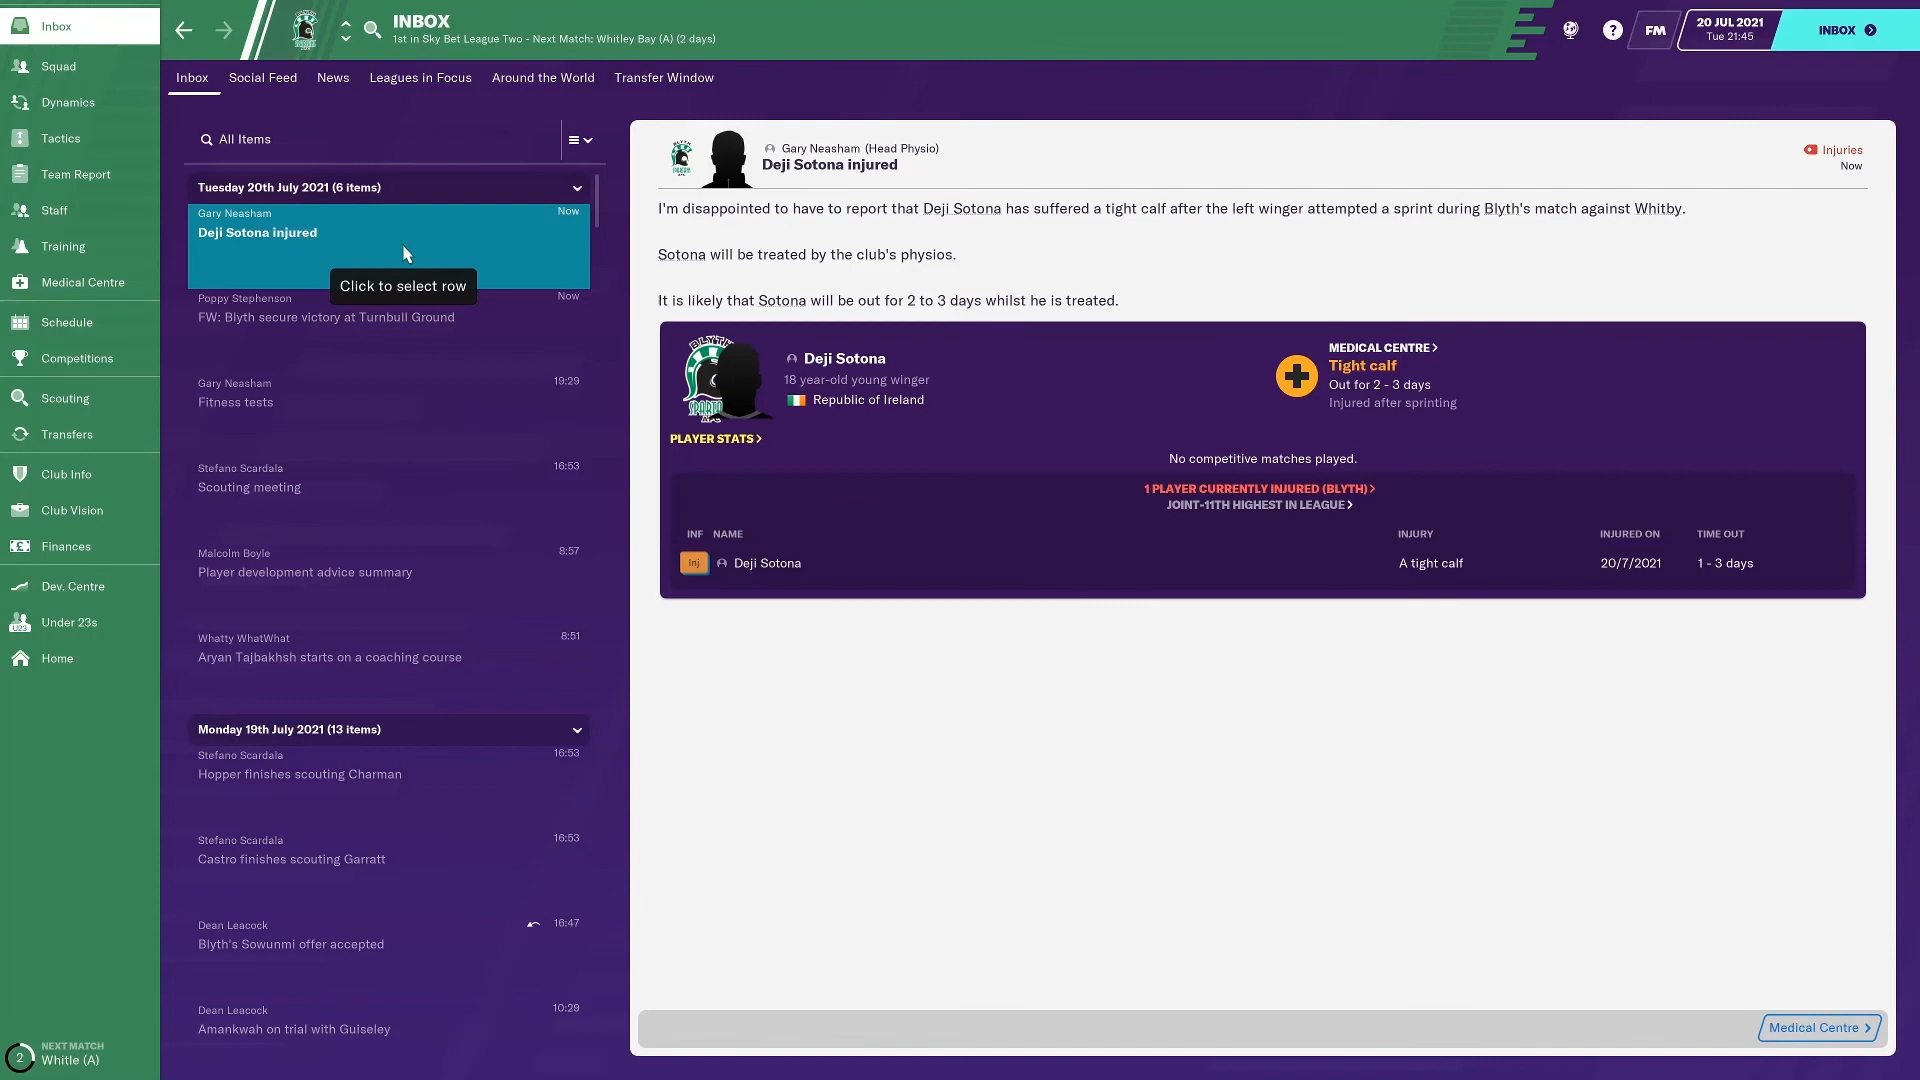 Inbox
Squad
Dynamics
Tactics
Team Report
Staff
Training
Medical Centre
Schedule
Competitions
Scouting
Transfers
Club Info
Club Vision
Finances
Dev. Centre
U23
Under 23s
Home
2
NEXT MATCH
Whitle (A)
INBOX
1st in Sky Bet League Two - Next Match: Whitley Bay (A) (2 days)
?
FM
20 JUL 2021
Tue 21:45
INBOX
Inbox Social Feed News Leagues in Focus Around the World Transfer Window
All Items
Tuesday 20th July 2021 (6 items)
Gary Neasham Now
Deji Sotona injured
Click to select row
Poppy Stephenson Now
FW: Blyth secure victory at Turnbull Ground
Gary Neasham 19:29
Fitness tests
Stefano Scardala 16:53
Scouting meeting
Malcolm Boyle 8:57
Player development advice summary
Whatty WhatWhat 8:51
Aryan Tajbakhsh starts on a coaching course
Monday 19th July 2021 (13 items)
Stefano Scardala 16:53
Hopper finishes scouting Charman
Stefano Scardala 16:53
Castro finishes scouting Garratt
Dean Leacock 16:47
Blyth's Sowunmi offer accepted
Dean Leacock 10:29
Amankwah on trial with Guiseley
Gary Neasham (Head Physio)
Deji Sotona injured
Injuries
Now
I'm disappointed to have to report that Deji Sotona has suffered a tight calf after the left winger attempted a sprint during Blyth's match against Whitby.
Sotona will be treated by the club's physios.
It is likely that Sotona will be out for 2 to 3 days whilst he is treated.
BLYTH
SPARTA
Deji Sotona
18 year-old young winger
Republic of Ireland
PLAYER STATS >
MEDICAL CENTRE >
Tight calf
Out for 2 - 3 days
Injured after sprinting
No competitive matches played.
1 PLAYER CURRENTLY INJURED (BLYTH) >
JOINT-11TH HIGHEST IN LEAGUE >
INF NAME INJURY INJURED ON TIME OUT
Inj Deji Sotona A tight calf 20/7/2021 1 - 3 days
Medical Centre >